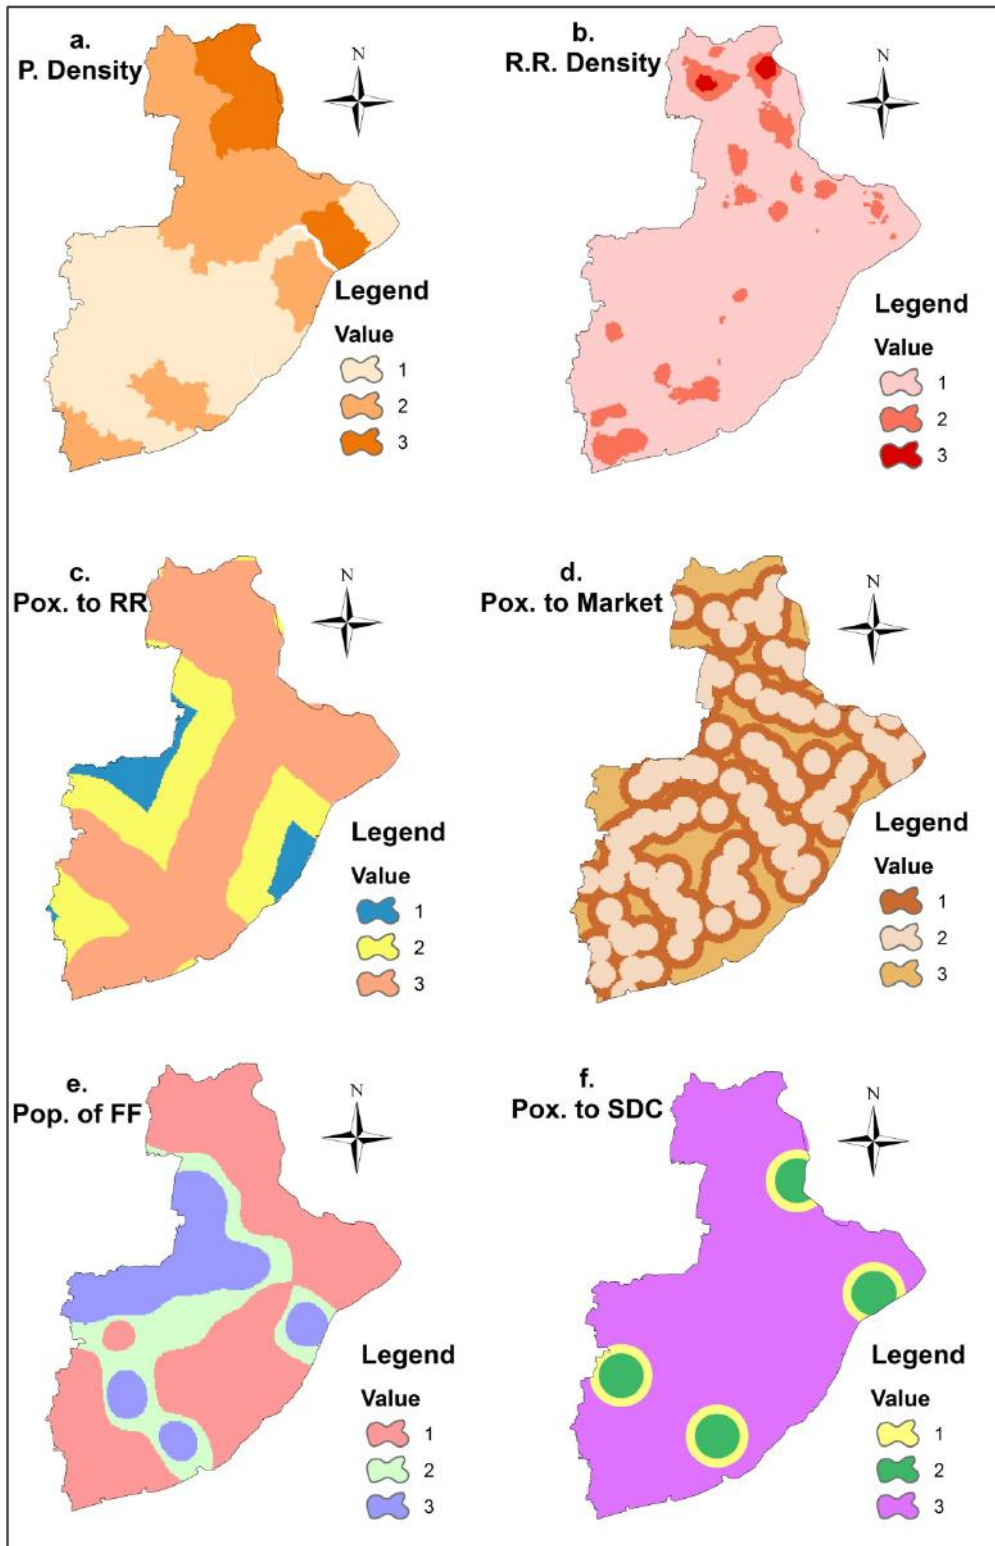 a.
P. Density
N
Legend
Value
1
2
3
b.
R.R. Density
N
Legend
Value
1
2
3
c.
Pox. to RR
N
Legend
Value
1
2
3
d.
Pox. to Market
N
Legend
Value
1
2
3
e.
Pop. of FF
N
Legend
Value
1
2
3
f.
Pox. to SDC
N
Legend
Value
1
2
3